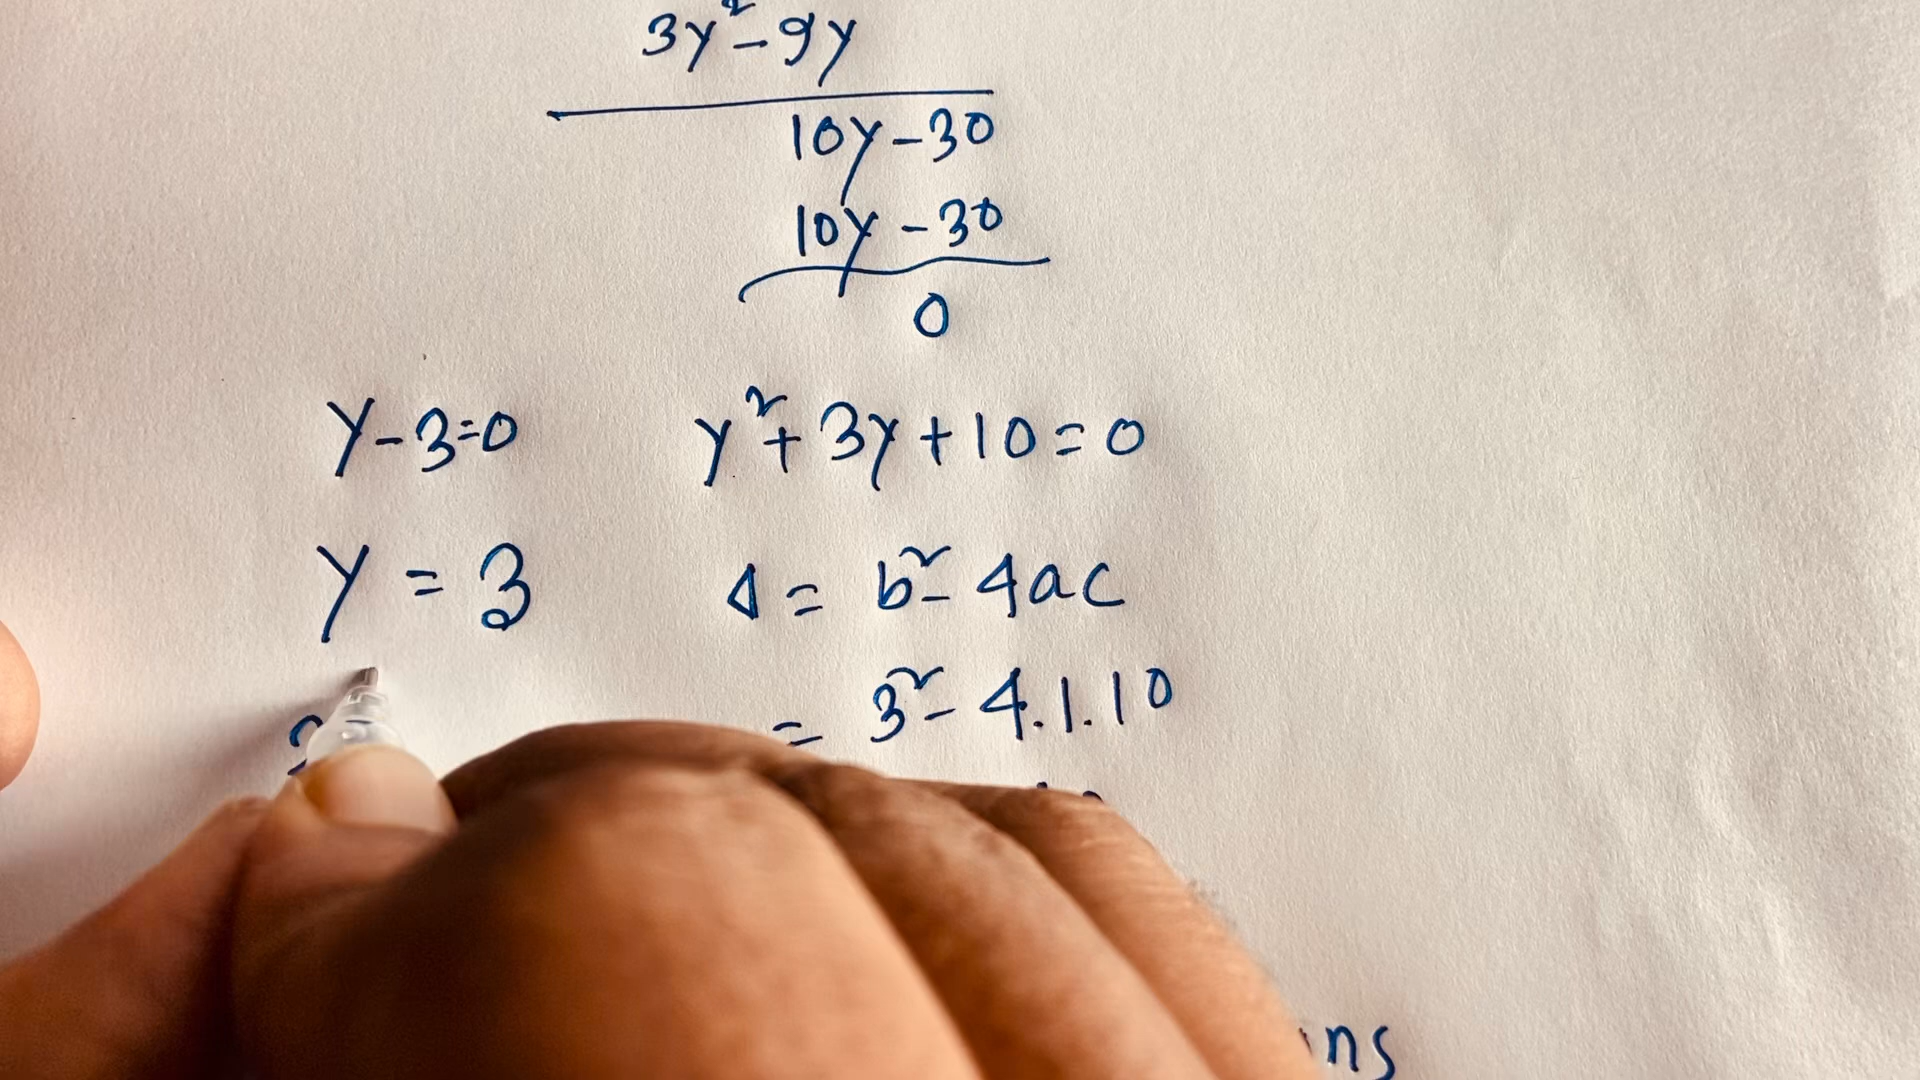 3y² - 9y
10y - 30
10y - 30
0
y - 3 = 0
y² + 3y + 10 = 0
y = 3
Δ = b² - 4ac
= 3² - 4.1.10
ns